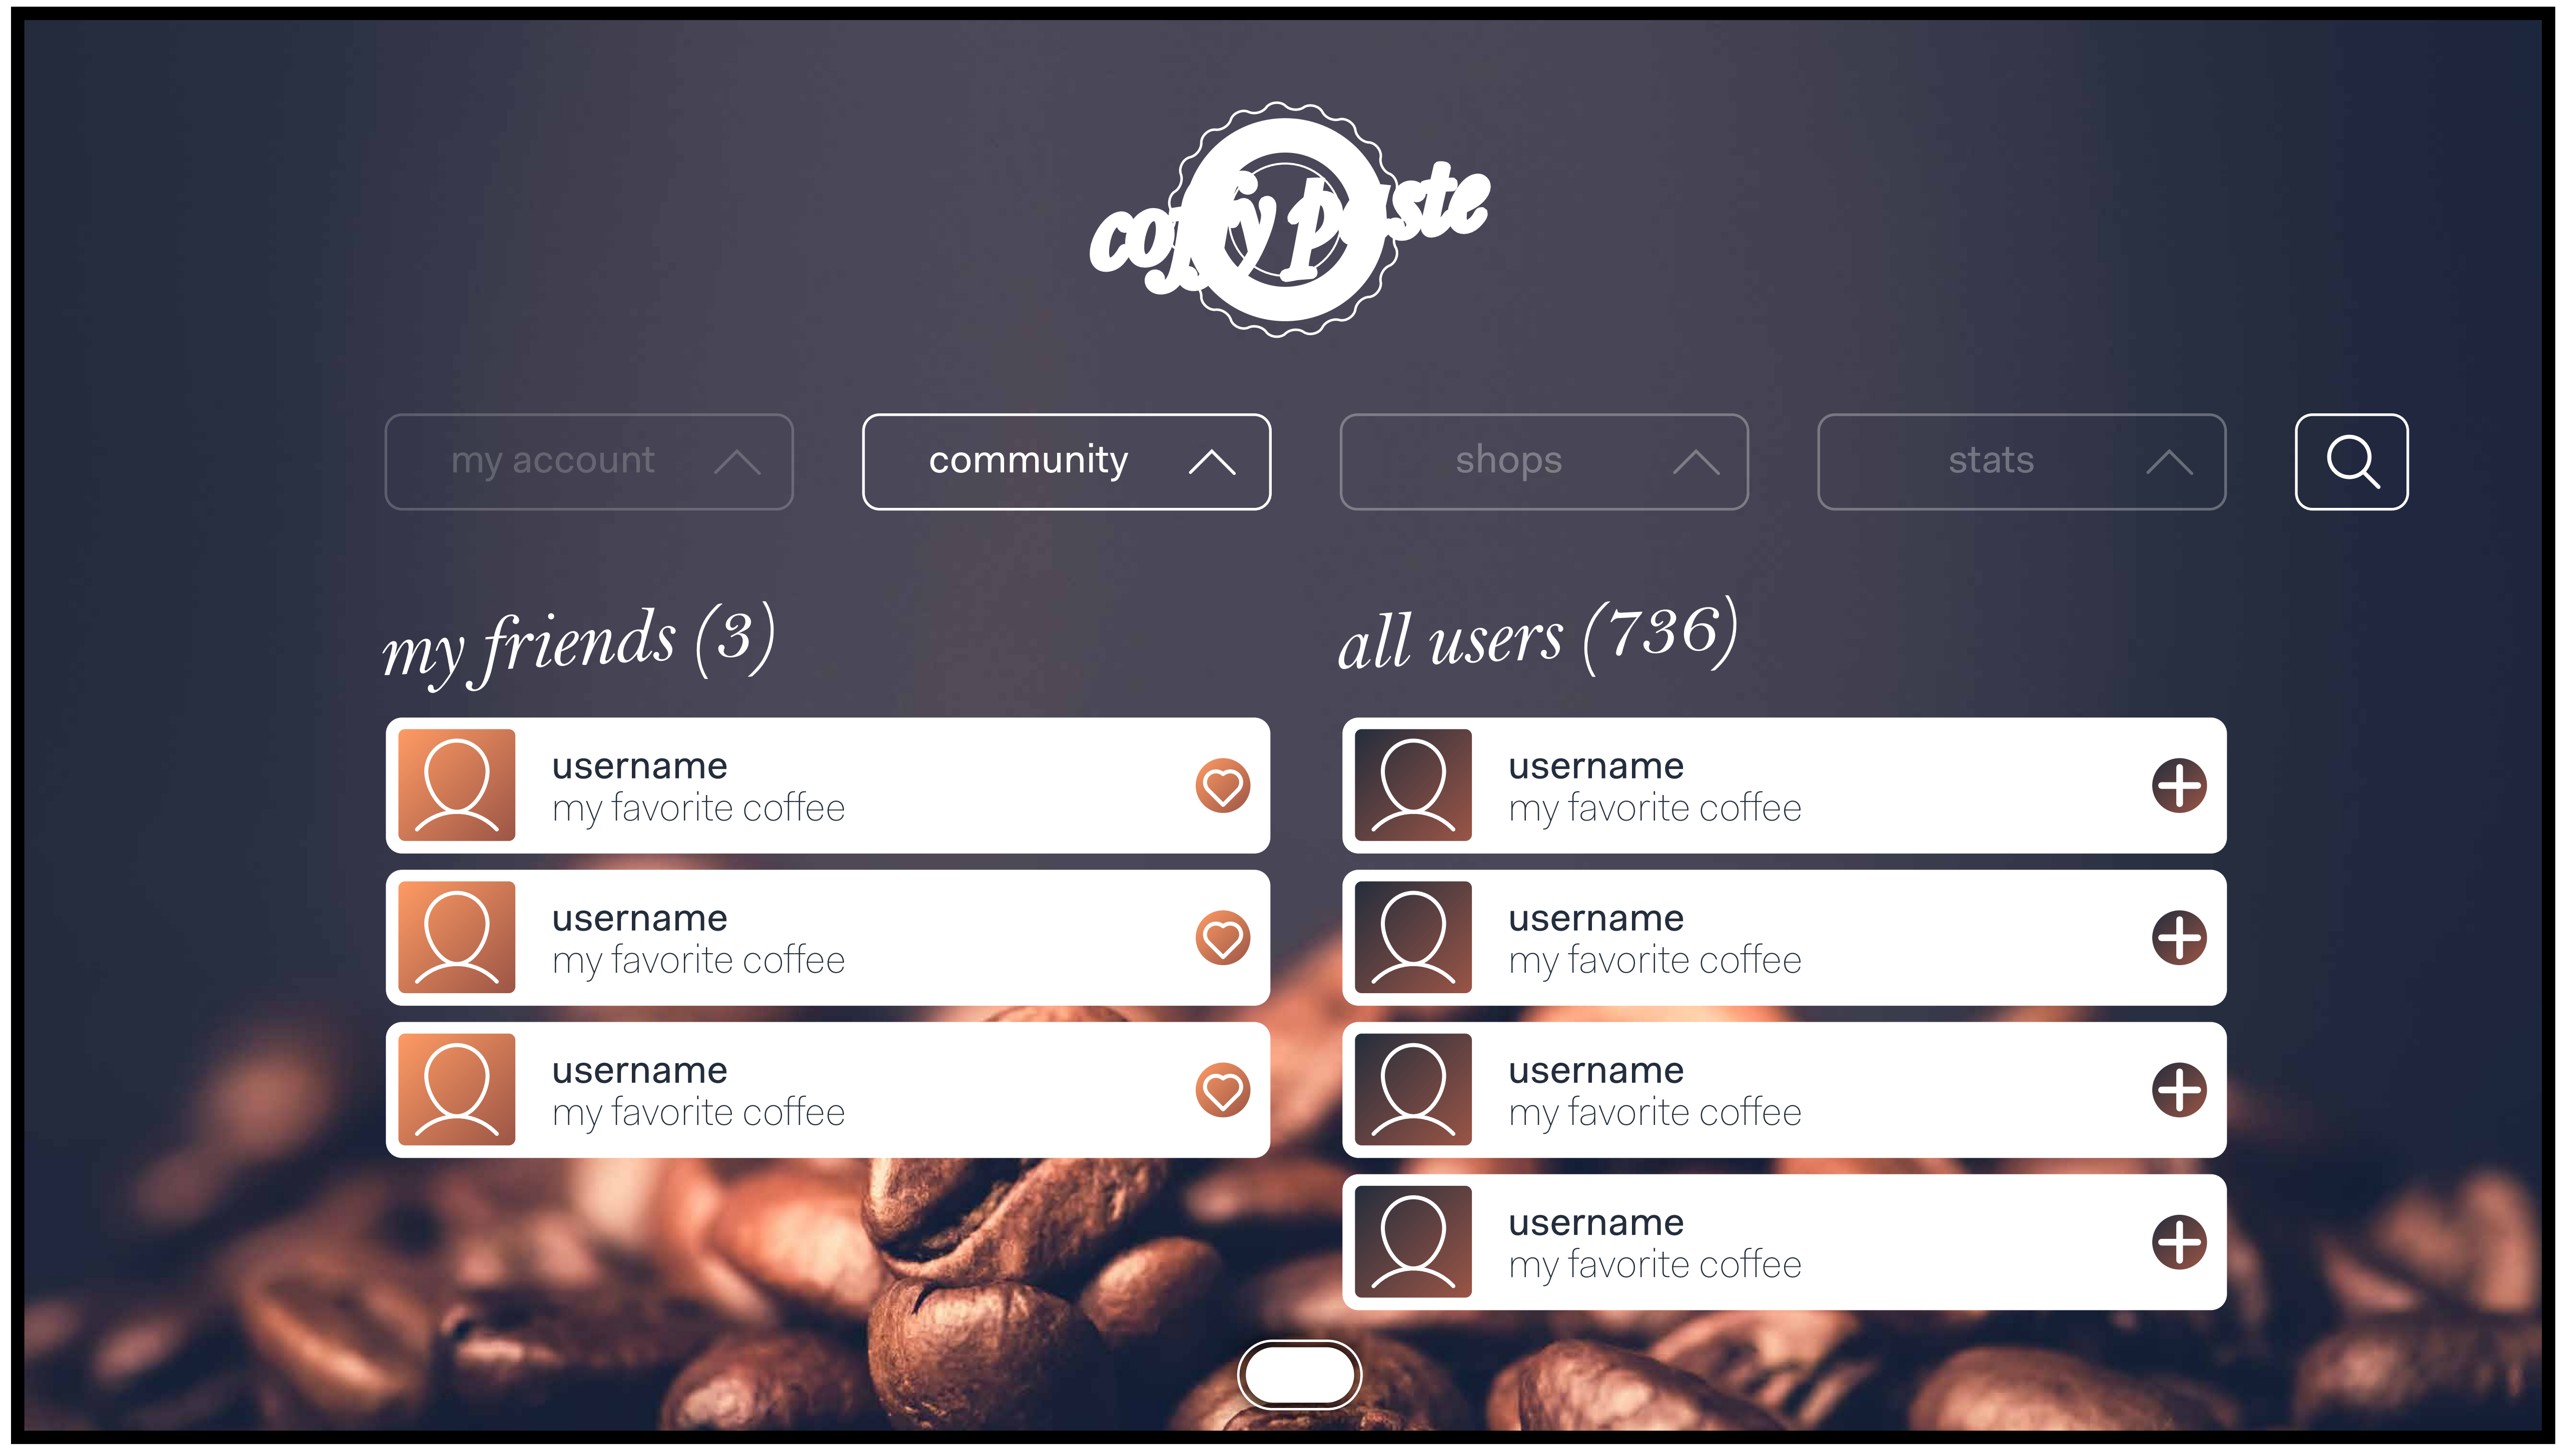 coffy paste
my account
community
shops
stats
my friends (3)
username
my favorite coffee
username
my favorite coffee
username
my favorite coffee
all users (736)
username
my favorite coffee
username
my favorite coffee
username
my favorite coffee
username
my favorite coffee